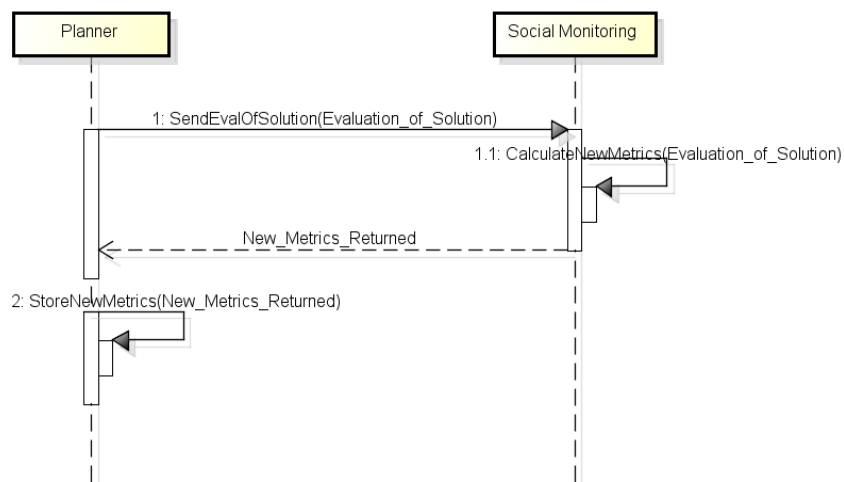 Planner
Social Monitoring
1: SendEvalOfSolution(Evaluation_of_Solution)
1.1: CalculateNewMetrics(Evaluation_of_Solution)
New_Metrics_Returned
2: StoreNewMetrics(New_Metrics_Returned)